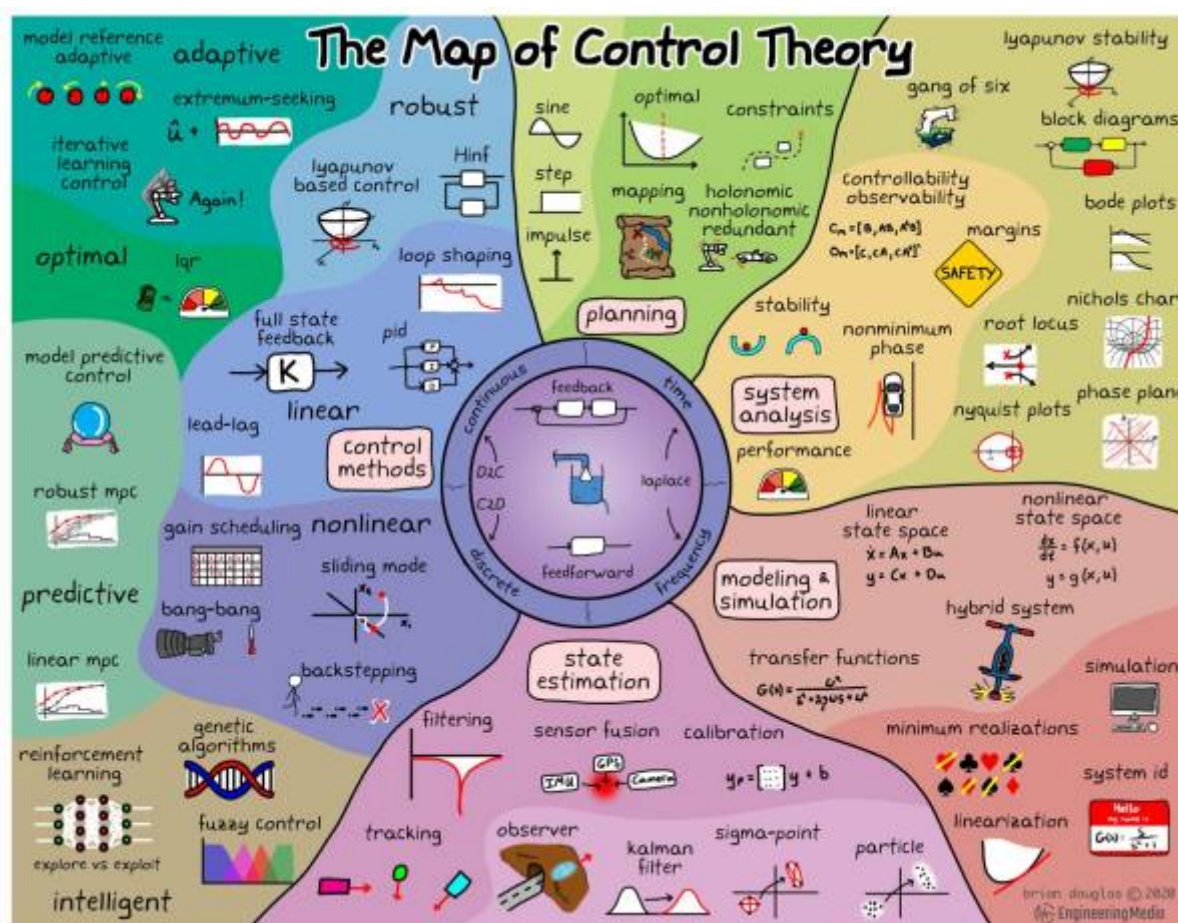 The Map of Control Theory
model reference
adaptive
adaptive
extremum-seeking
û +
iterative
learning
control
Again!
robust
Hinf
lyapunov
based control
loop shaping
optimal
lqr
full state
feedback
K
pid
P
I
D
linear
lead-lag
control
methods
model predictive
control
robust mpc
predictive
linear mpc
gain scheduling
nonlinear
sliding mode
bang-bang
backstepping
X
reinforcement
learning
explore vs exploit
genetic
algorithms
fuzzy control
intelligent
sine
step
impulse
optimal
constraints
mapping
holonomic
nonholonomic
redundant
planning
lyapunov stability
gang of six
block diagrams
controllability
observability
margins
SAFETY
bode plots
stability
nonminimum
phase
root locus
nichols chart
system
analysis
nyquist plots
phase plane
performance
continuous
time
frequency
discrete
feedback
D2C
C2D
laplace
feedforward
linear
state space
ẋ = Ax + Bu
y = Cx + Du
nonlinear
state space
dx/dt = f(x, u)
y = g(x, u)
modeling &
simulation
hybrid system
transfer functions
simulation
minimum realizations
system id
Hello
my name is
linearization
state
estimation
filtering
sensor fusion
IMU
GPS
Camera
calibration
y + b
tracking
observer
kalman
filter
sigma-point
particle
brian douglas © 2020
EngineeringMedia